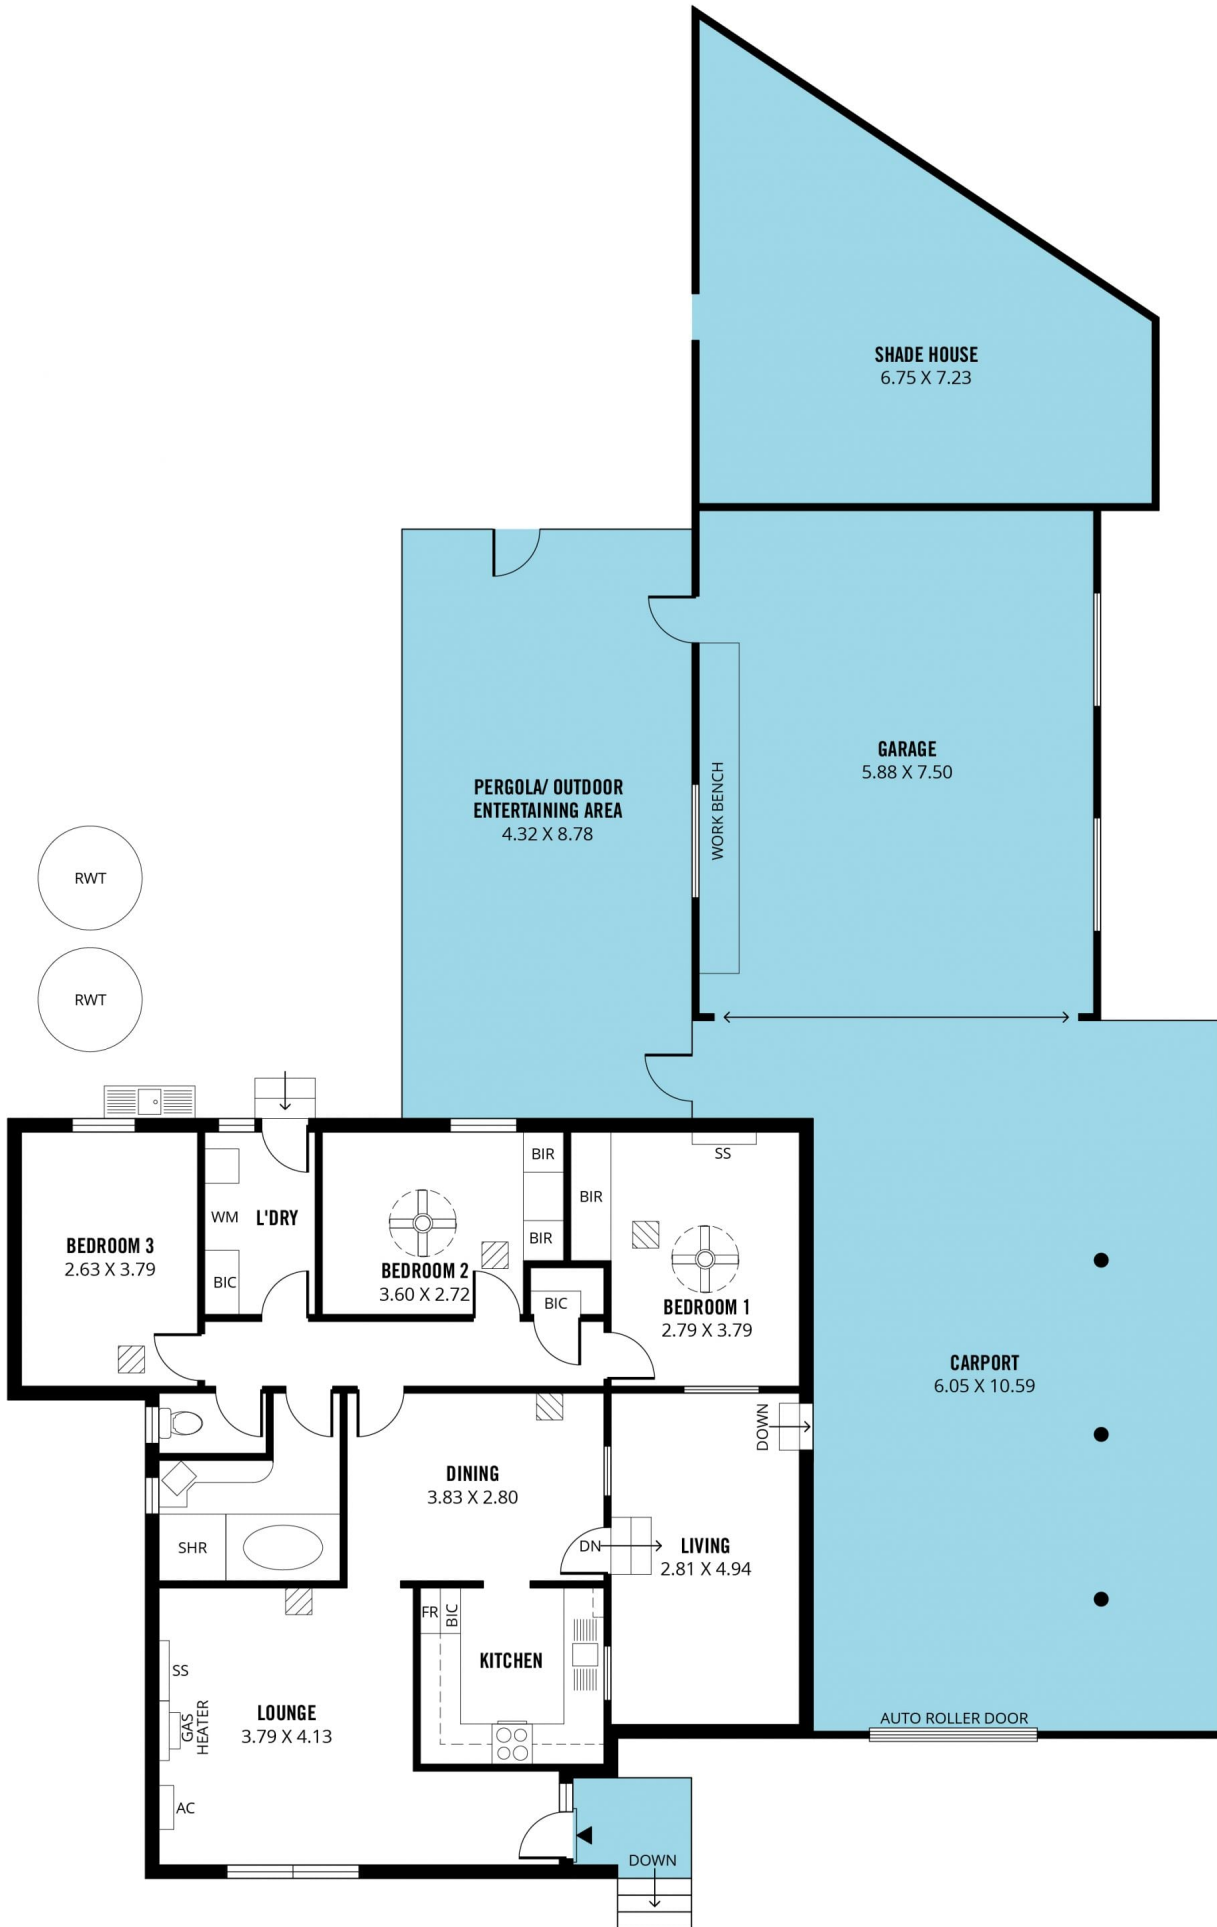 SHADE HOUSE
6.75 X 7.23
GARAGE
5.88 X 7.50
WORK BENCH
PERGOLA/ OUTDOOR
ENTERTAINING AREA
4.32 X 8.78
RWT
RWT
BEDROOM 3
2.63 X 3.79
WM
L'DRY
BIC
BEDROOM 2
3.60 X 2.72
BIR
BIR
BIC
BIR
SS
BEDROOM 1
2.79 X 3.79
CARPORT
6.05 X 10.59
DOWN
DINING
3.83 X 2.80
DN
LIVING
2.81 X 4.94
SHR
FR
BIC
KITCHEN
SS
GAS
HEATER
LOUNGE
3.79 X 4.13
AC
AUTO ROLLER DOOR
DOWN